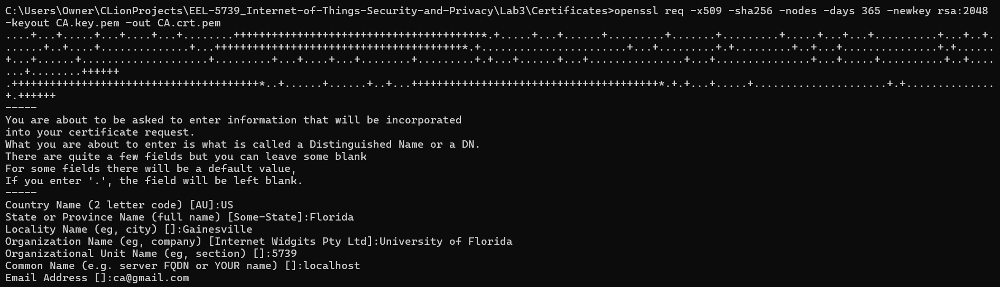 C:\Users\Owner\CLionProjects\EEL-5739_Internet-of-Things-Security-and-Privacy\Lab3\Certificates>openssl req -x509 -sha256 -nodes -days 365 -newkey rsa:2048
-keyout CA.key.pem -out CA.crt.pem
....+...+.....+...+....+...+........+++++++++++++++++++++++++++++++++++++++*.+.....+...+......+.........+.......+.........+.....+...+...+..........+...+..+.
......+..+....+..............+...+++++++++++++++++++++++++++++++++++++++*.+.......................+...+.........+.+.........+..+...+...............+.+......
+...+......+....................+.........+...+....+...+........+.........+.+...+......+...+...............+...+...............+...+.....+..........+..+....
...+........++++++
.+++++++++++++++++++++++++++++++++++++++*..+......+......+..+...+++++++++++++++++++++++++++++++++++++++*.+.+...+.....+.....................+.+..............
+.++++++
-----
You are about to be asked to enter information that will be incorporated
into your certificate request.
What you are about to enter is what is called a Distinguished Name or a DN.
There are quite a few fields but you can leave some blank
For some fields there will be a default value,
If you enter '.', the field will be left blank.
-----
Country Name (2 letter code) [AU]:US
State or Province Name (full name) [Some-State]:Florida
Locality Name (eg, city) []:Gainesville
Organization Name (eg, company) [Internet Widgits Pty Ltd]:University of Florida
Organizational Unit Name (eg, section) []:5739
Common Name (e.g. server FQDN or YOUR name) []:localhost
Email Address []:ca@gmail.com